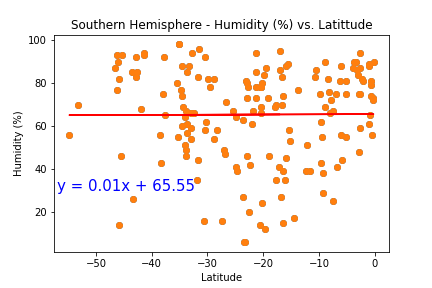 Southern Hemisphere - Humidity (%) vs. Latittude
100
80
60
40
20
Humidity (%)
y = 0.01x + 65.55
−50
−40
−30
−20
−10
0
Latitude